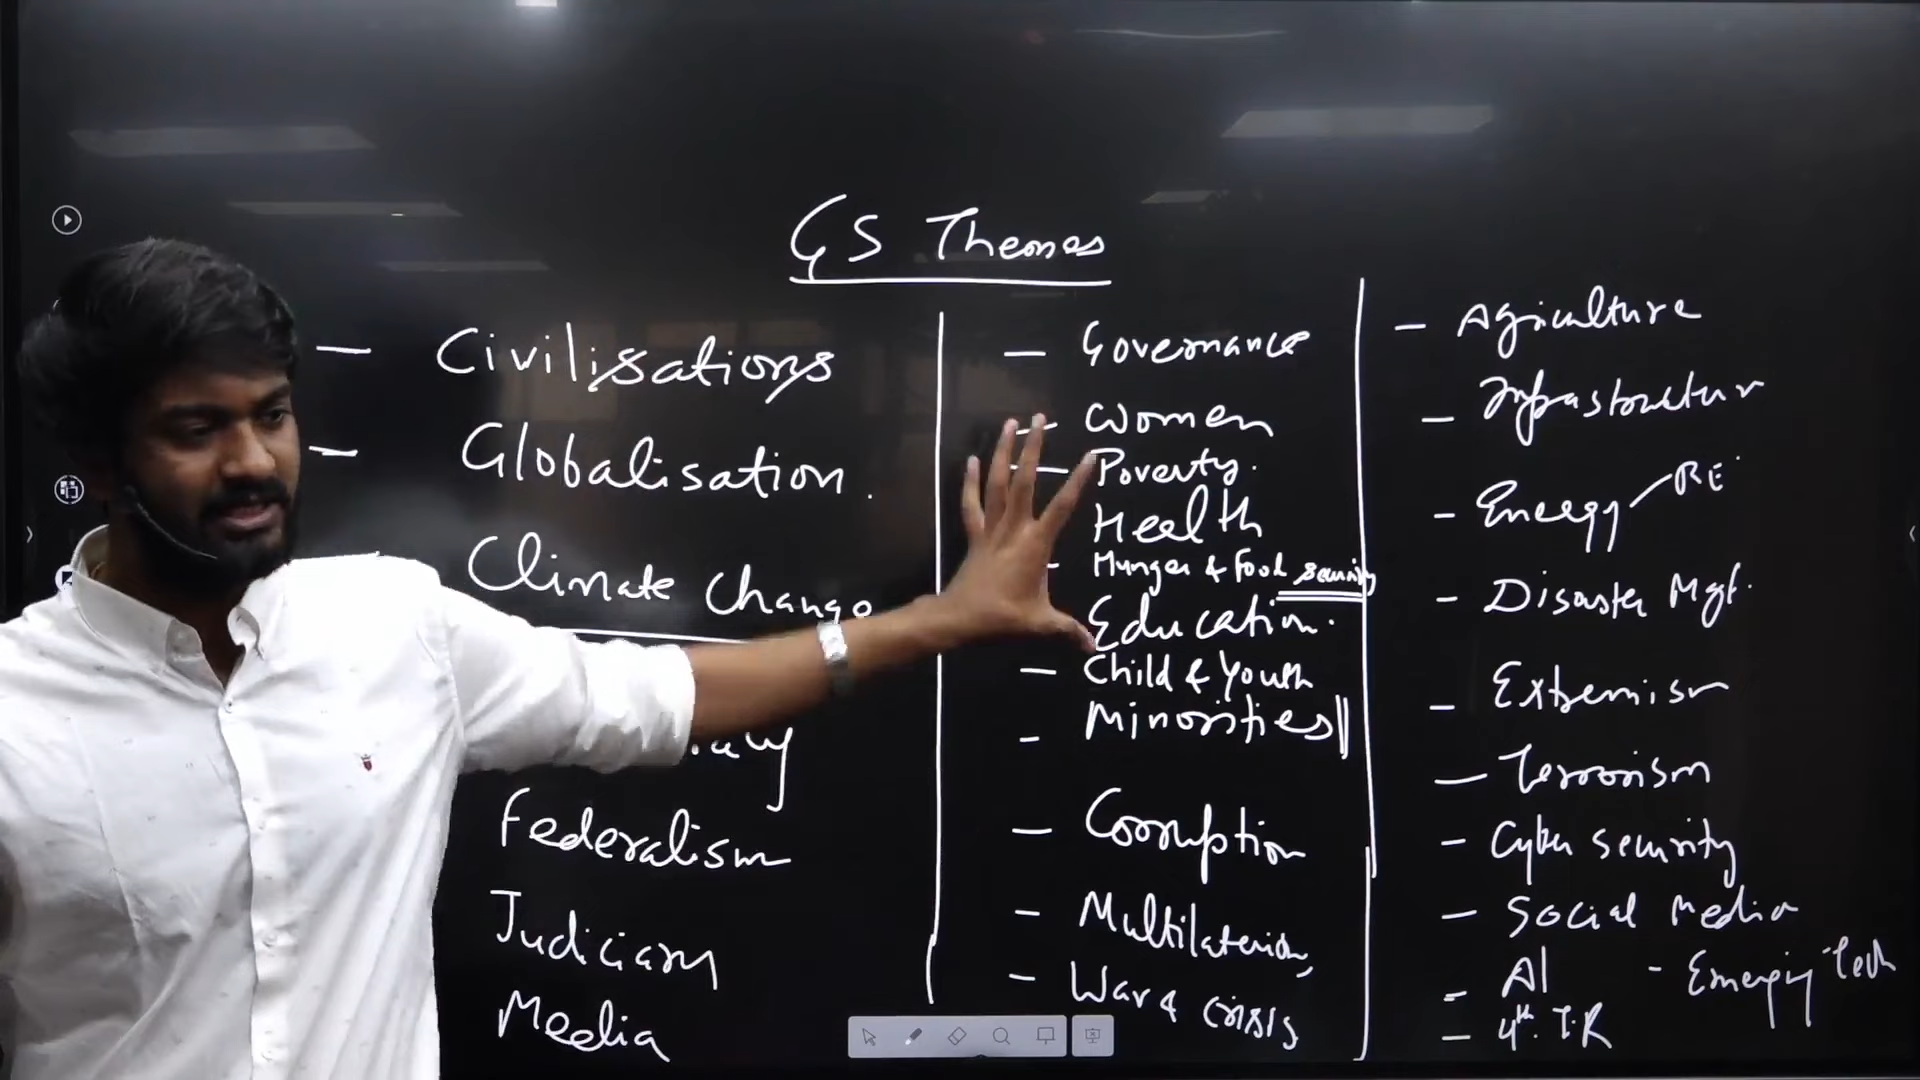 GS Themes
— Civilisations
— Globalisation.
Climate Change
Federalism
Judiciary
Media
— Governance
— Women
— Poverty.
Health
- Hunger & Food security
Education.
— Child & Youth
- Minorities
— Corruption
- Multilaterism
- War & crisis
— Agriculture
— Infrastructur
- Energy RE
- Disaster Mgt.
— Extremism
— Terrorism
- Cyber security
— Social Media
- AI - Emerging Tech
— 4th. I.R